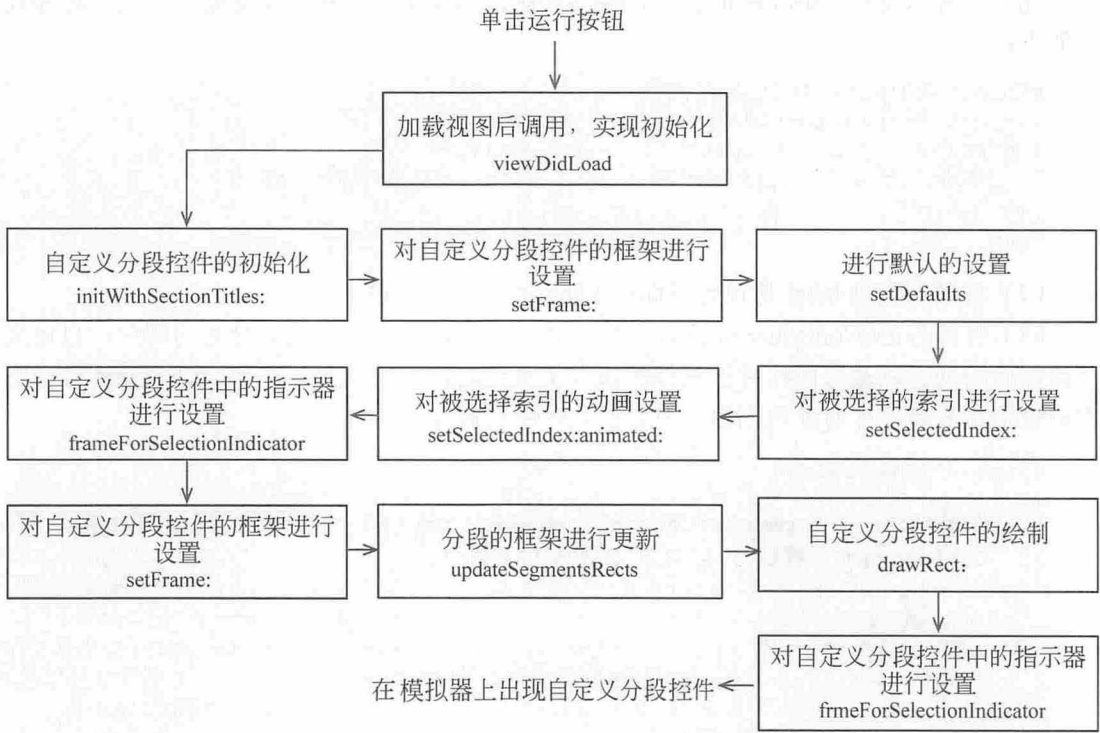 单击运行按钮
加载视图后调用，实现初始化
viewDidLoad
自定义分段控件的初始化
initWithSectionTitles:
对自定义分段控件的框架进行
设置
setFrame:
进行默认的设置
setDefaults
对自定义分段控件中的指示器
进行设置
frameForSelectionIndicator
对被选择索引的动画设置
setSelectedIndex:animated:
对被选择的索引进行设置
setSelectedIndex:
对自定义分段控件的框架进行
设置
setFrame:
分段的框架进行更新
updateSegmentsRects
自定义分段控件的绘制
drawRect：
对自定义分段控件中的指示器
进行设置
frmeForSelectionIndicator
在模拟器上出现自定义分段控件